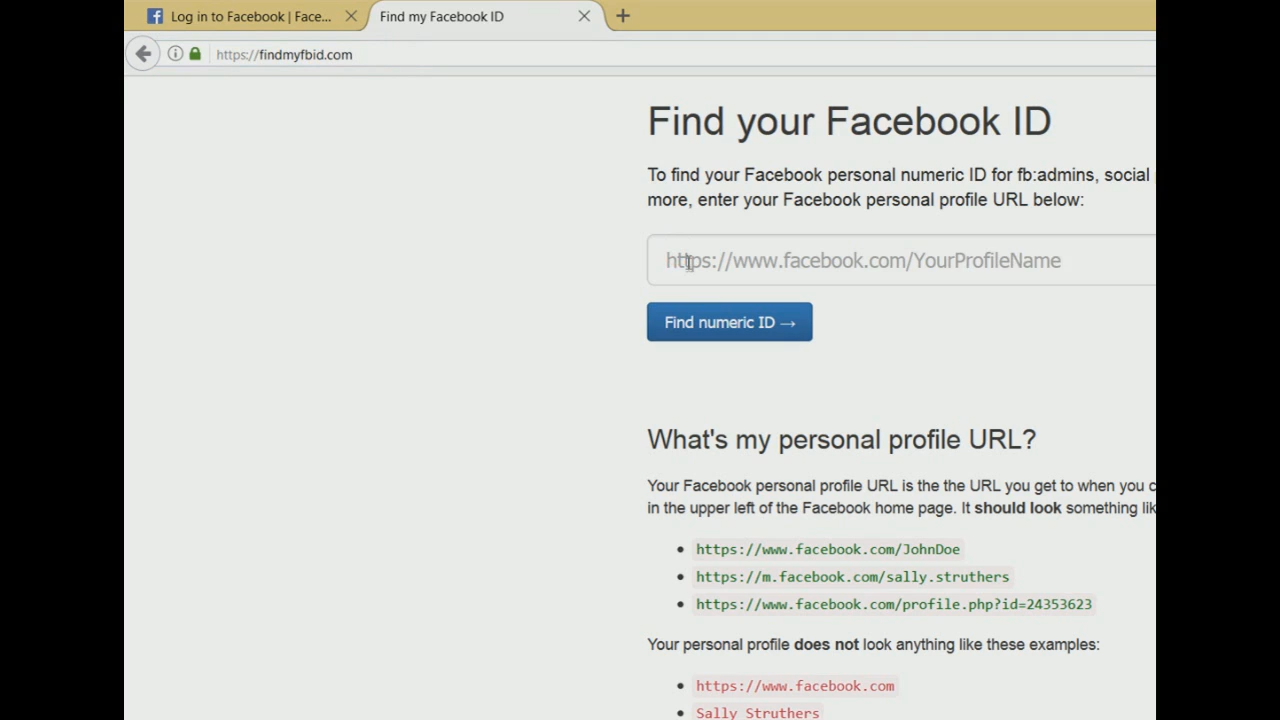 Log in to Facebook | Face...
Find my Facebook ID
https://findmyfbid.com
Find your Facebook ID
To find your Facebook personal numeric ID for fb:admins, social
more, enter your Facebook personal profile URL below:
https://www.facebook.com/YourProfileName
Find numeric ID →
What's my personal profile URL?
Your Facebook personal profile URL is the the URL you get to when you c
in the upper left of the Facebook home page. It should look something lik
https://www.facebook.com/JohnDoe
https://m.facebook.com/sally.struthers
https://www.facebook.com/profile.php?id=24353623
Your personal profile does not look anything like these examples:
https://www.facebook.com
Sally Struthers